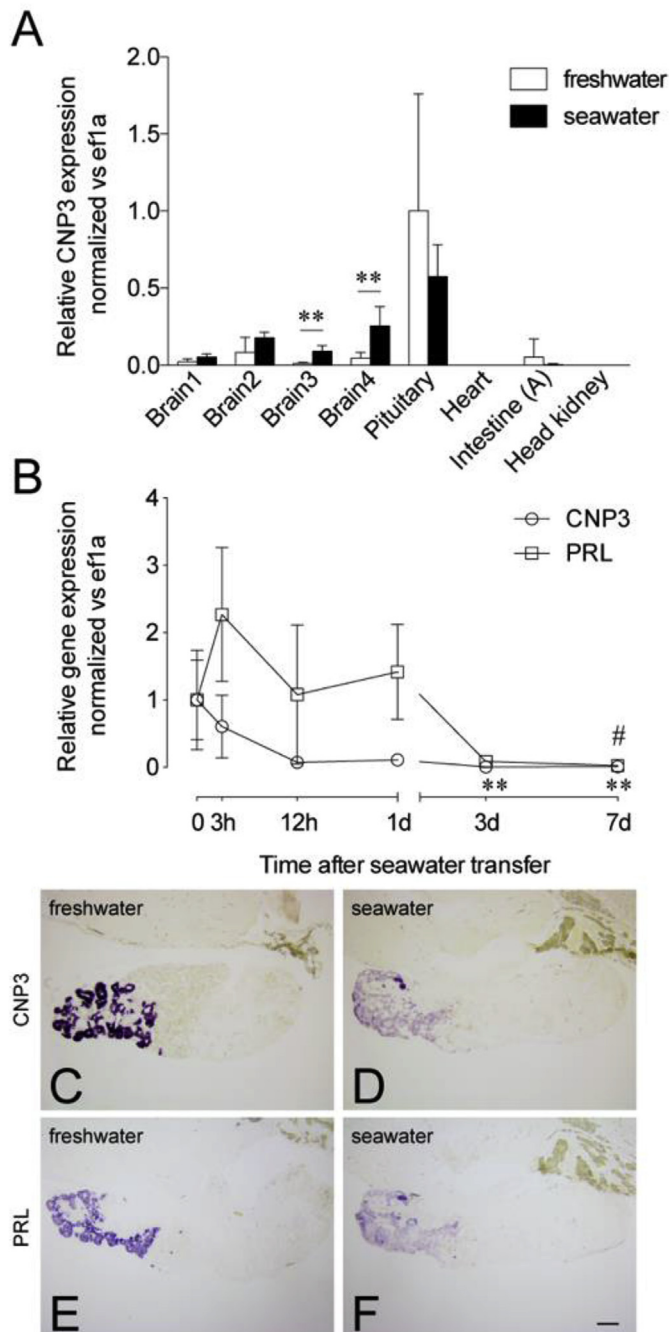 A
Relative CNP3 expression
normalized vs ef1a
2.0
1.5
1.0
0.5
0.0
freshwater
seawater
**
**
Brain1
Brain2
Brain3
Brain4
Pituitary
Heart
Intestine (A)
Head kidney
B
Relative gene expression
normalized vs ef1a
4
3
2
1
0
CNP3
PRL
#
**
**
0 3h 12h 1d 3d 7d
Time after seawater transfer
CNP3
freshwater
C
seawater
D
PRL
freshwater
E
seawater
F